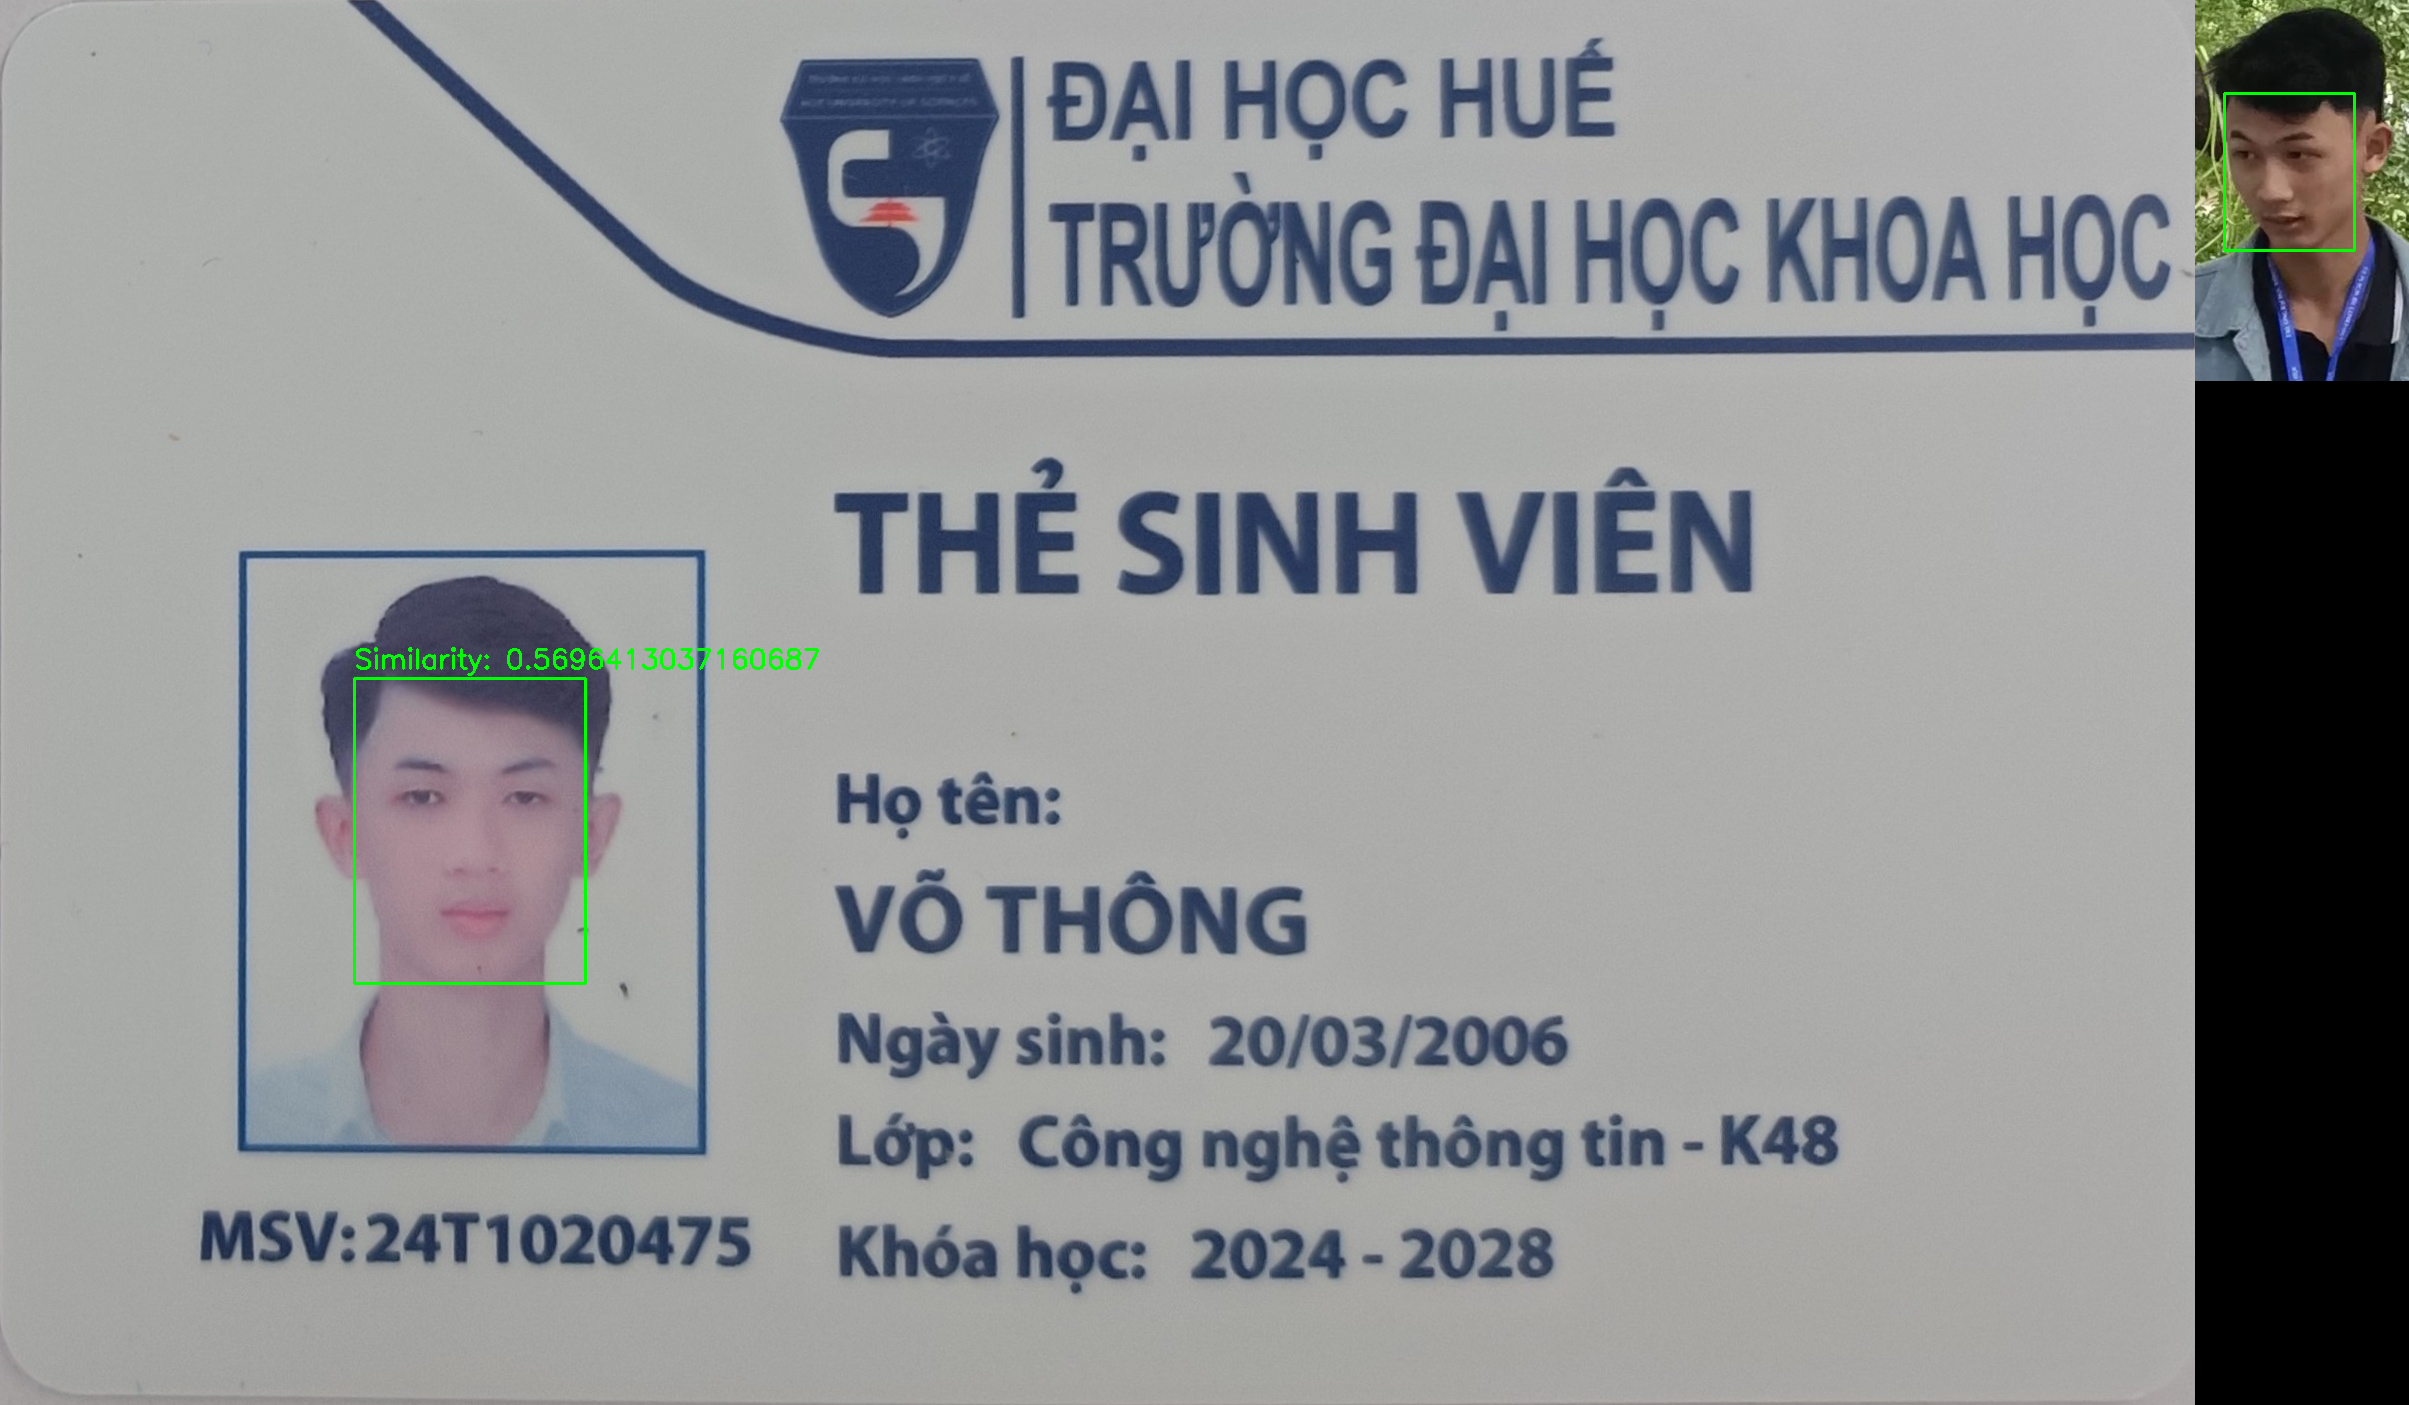 ĐẠI HỌC HUẾ
TRƯỜNG ĐẠI HỌC KHOA HỌC
THẺ SINH VIÊN
Similarity: 0.5696413037160687
Họ tên:
VÕ THÔNG
Ngày sinh: 20/03/2006
Lớp: Công nghệ thông tin - K48
MSV: 24T1020475
Khóa học: 2024 - 2028